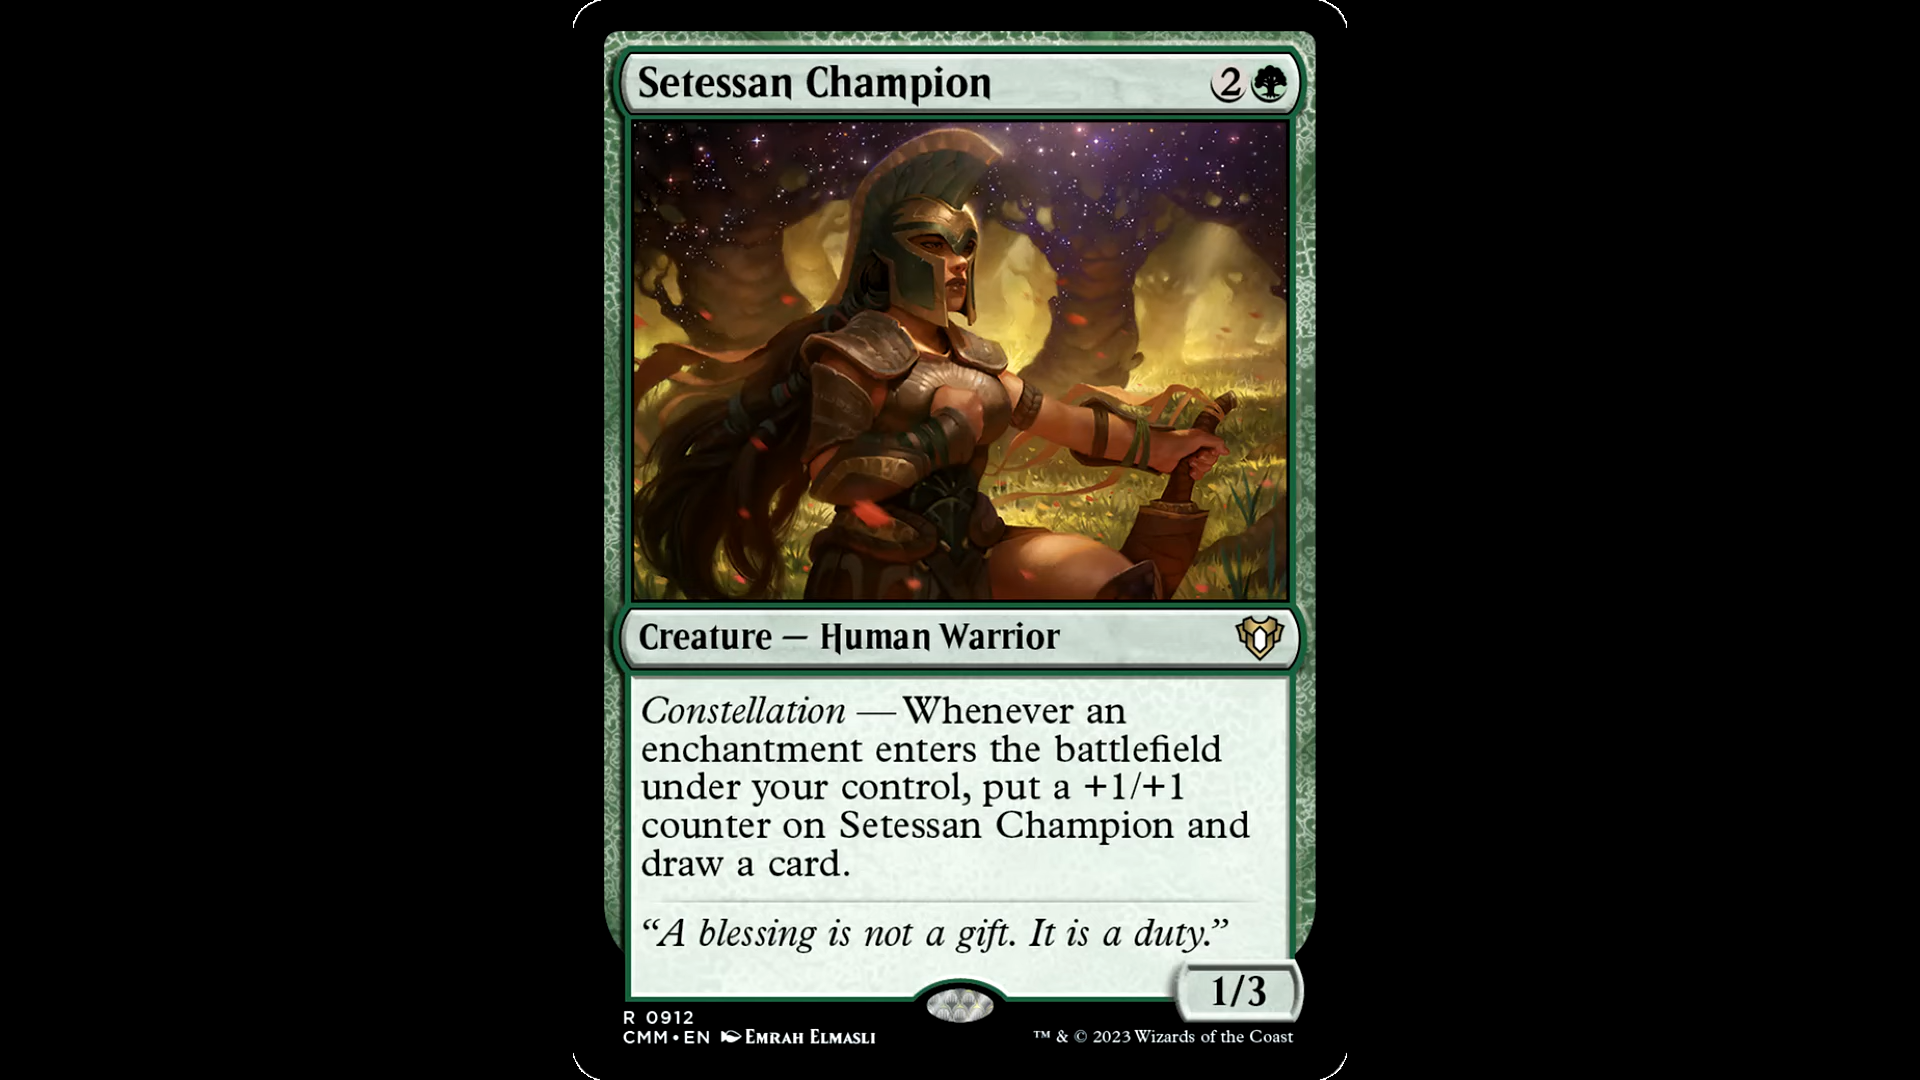 Setessan Champion 2
Creature — Human Warrior
Constellation — Whenever an
enchantment enters the battlefield
under your control, put a +1/+1
counter on Setessan Champion and
draw a card.
“A blessing is not a gift. It is a duty.”
1/3
R 0912
CMM • EN EMRAH ELMASLI
™ & © 2023 Wizards of the Coast